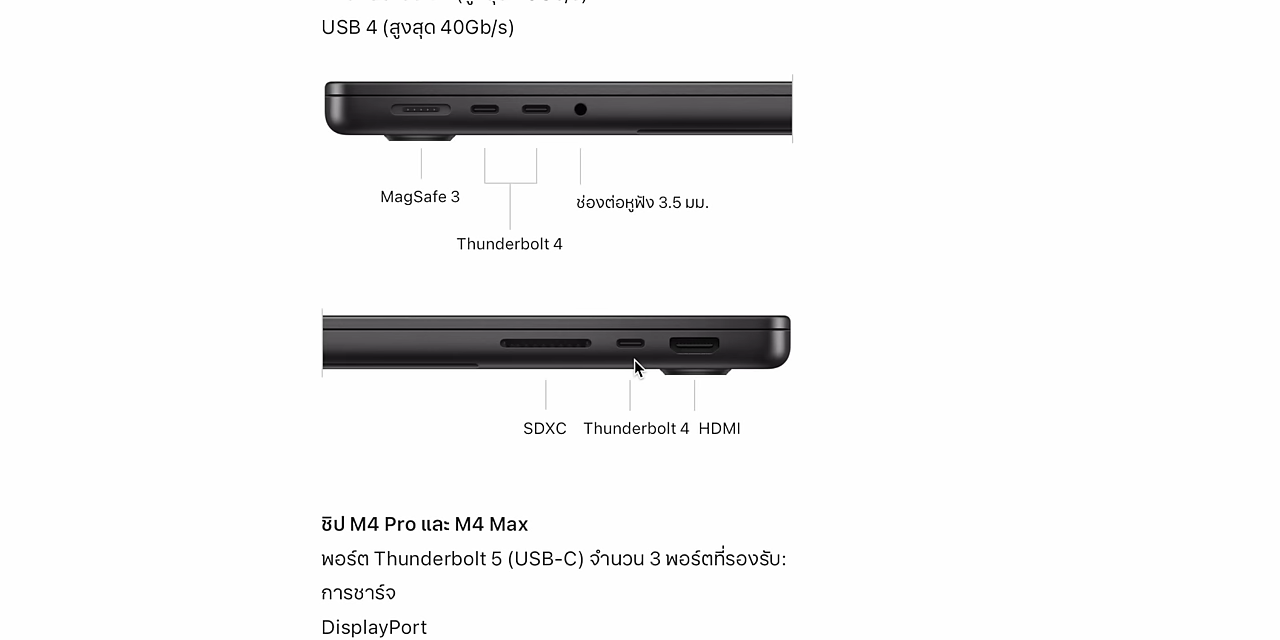 USB 4 (สูงสุด 40Gb/s)
MagSafe 3
ช่องต่อหูฟัง 3.5 มม.
Thunderbolt 4
SDXC Thunderbolt 4 HDMI
ชิป M4 Pro และ M4 Max
พอร์ต Thunderbolt 5 (USB-C) จำนวน 3 พอร์ตที่รองรับ:
การชาร์จ
DisplayPort